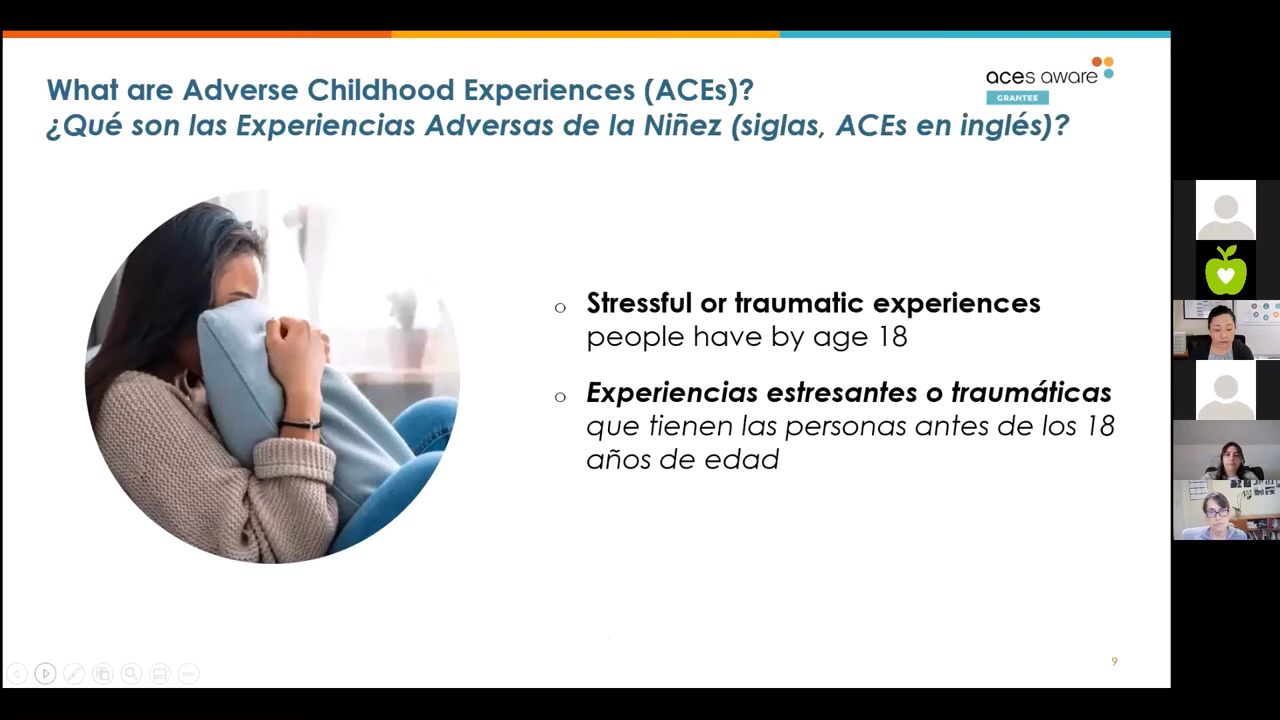 What are Adverse Childhood Experiences (ACEs)?
¿Qué son las Experiencias Adversas de la Niñez (siglas, ACEs en inglés)?
aces aware
GRANTEE
Stressful or traumatic experiences
people have by age 18
Experiencias estresantes o traumáticas
que tienen las personas antes de los 18
años de edad
9